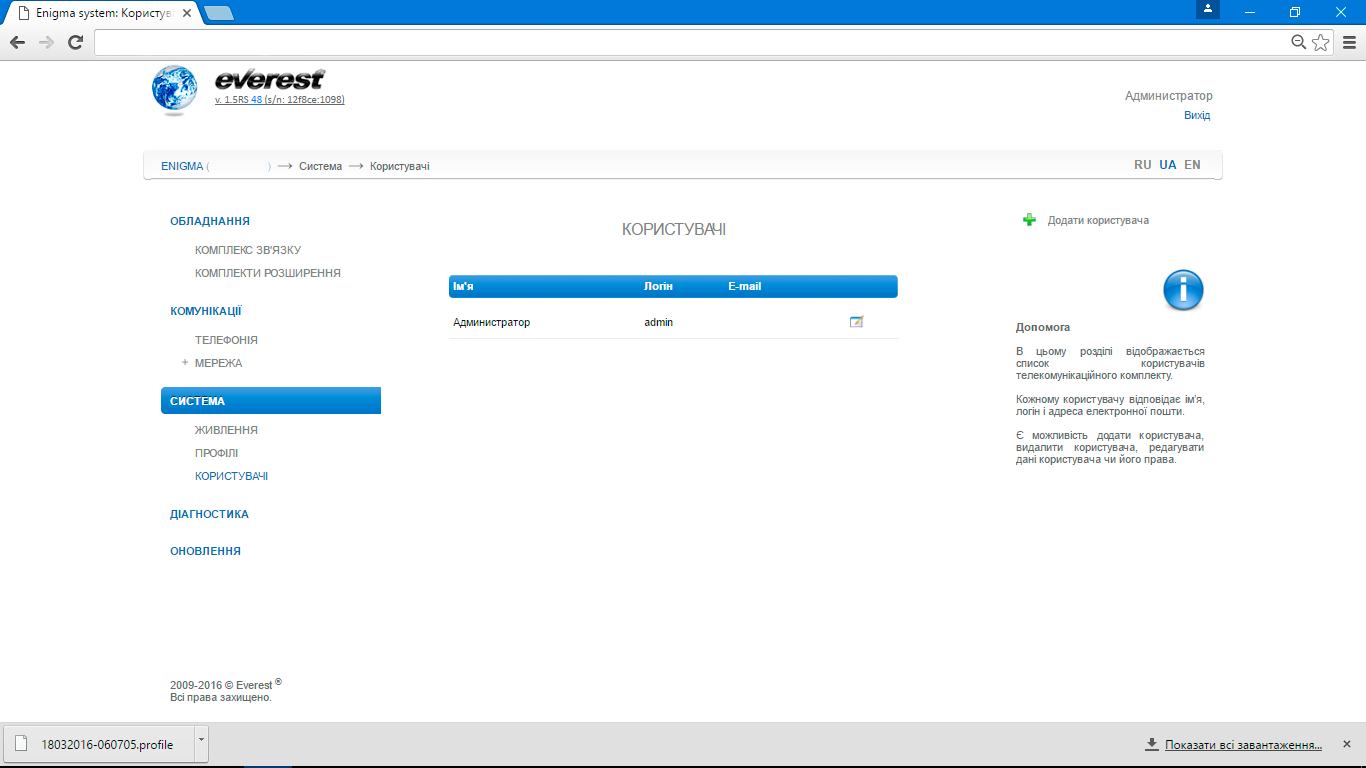 Enigma system: Користув
everest
v. 1.5RS 48 (s/n: 12f8ce:1098)
Администратор
Вихід
ENIGMA ( ) → Система → Користувачі
RU UA EN
ОБЛАДНАННЯ
КОМПЛЕКС ЗВ'ЯЗКУ
КОМПЛЕКТИ РОЗШИРЕННЯ
КОМУНІКАЦІЇ
ТЕЛЕФОНІЯ
+ МЕРЕЖА
СИСТЕМА
ЖИВЛЕННЯ
ПРОФІЛІ
КОРИСТУВАЧІ
ДІАГНОСТИКА
ОНОВЛЕННЯ
КОРИСТУВАЧІ
Ім'я Логін E-mail
Администратор admin
Додати користувача
Допомога
В цьому розділі відображається
список користувачів
телекомунікаційного комплекту.
Кожному користувачу відповідає ім'я,
логін і адреса електронної пошти.
Є можливість додати користувача,
видалити користувача, редагувати
дані користувача чи його права.
2009-2016 © Everest ®
Всі права захищено.
18032016-060705.profile
Показати всі завантаження...